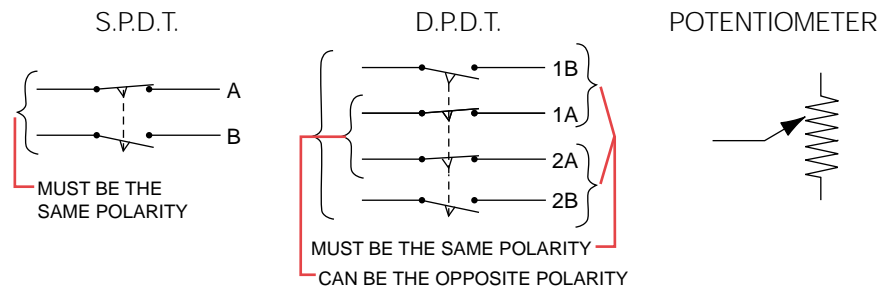 S.P.D.T.
A
B
MUST BE THE
SAME POLARITY
D.P.D.T.
1B
1A
2A
2B
MUST BE THE SAME POLARITY
CAN BE THE OPPOSITE POLARITY
POTENTIOMETER